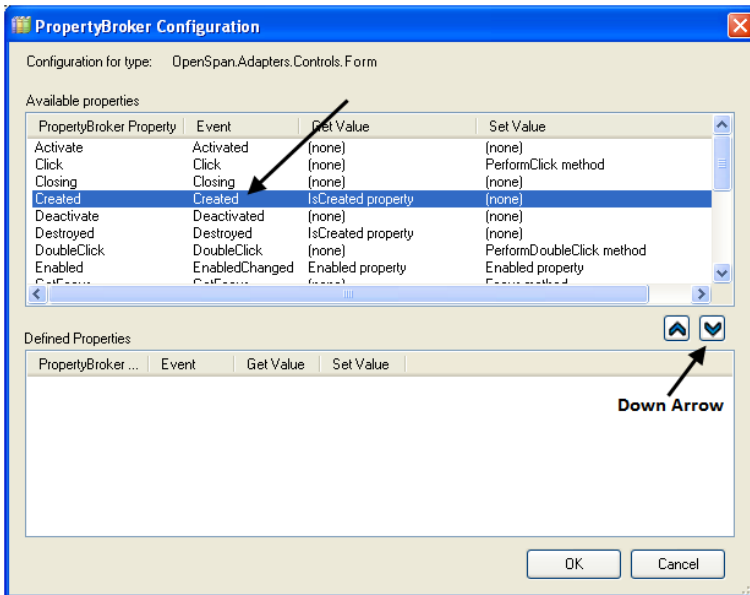 PropertyBroker Configuration
Configuration for type: OpenSpan.Adapters.Controls.Form
Available properties
PropertyBroker Property Event Get Value Set Value
Activate Activated (none) (none)
Click Click (none) PerformClick method
Closing Closing (none) (none)
Created Created IsCreated property (none)
Deactivate Deactivated (none) (none)
Destroyed Destroyed IsCreated property (none)
DoubleClick DoubleClick (none) PerformDoubleClick method
Enabled EnabledChanged Enabled property Enabled property
Defined Properties
PropertyBroker ... Event Get Value Set Value
Down Arrow
OK Cancel